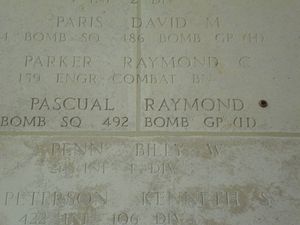 PARIS DAVID M
BOMB SQ 486 BOMB GP (H)
PARKER RAYMOND C
179 ENGR COMBAT BN
PASCUAL RAYMOND
BOMB SQ 492 BOMB GP (H)
PENN BILLY W
INF 1 DIV
PETERSON KENNETH S
422 INF 106 DIV